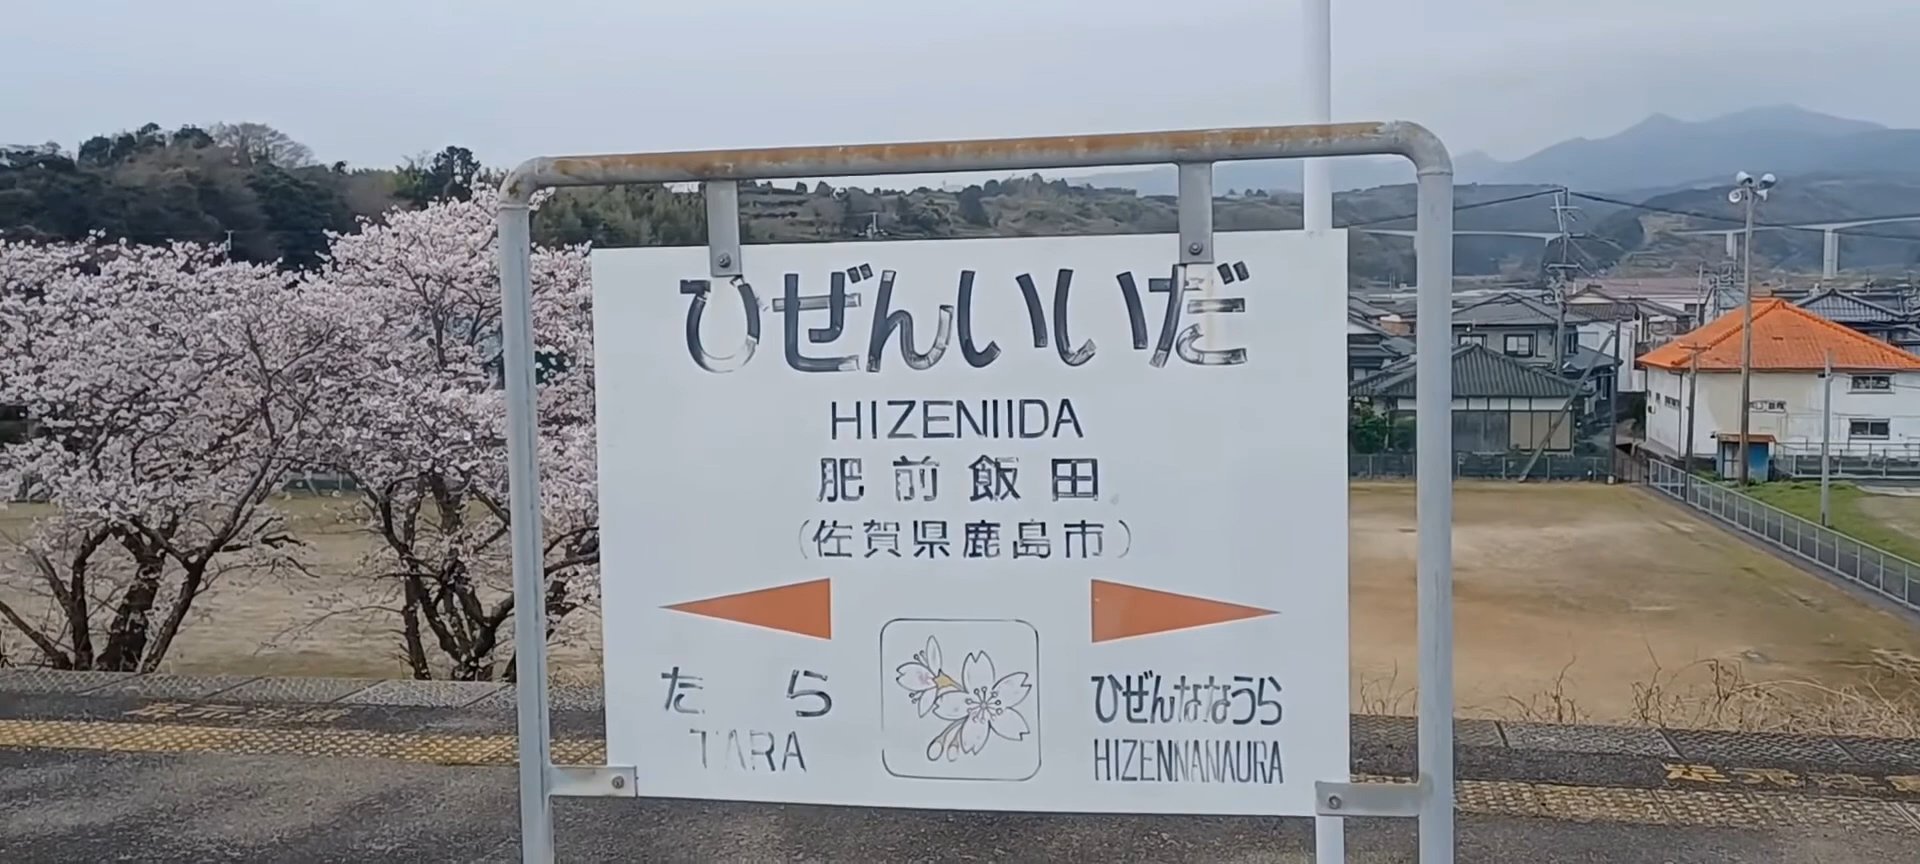 ひぜんいいだ
HIZENIIDA
肥前飯田
（佐賀県鹿島市）
たら
TARA
ひぜんななうら
HIZENNANAURA